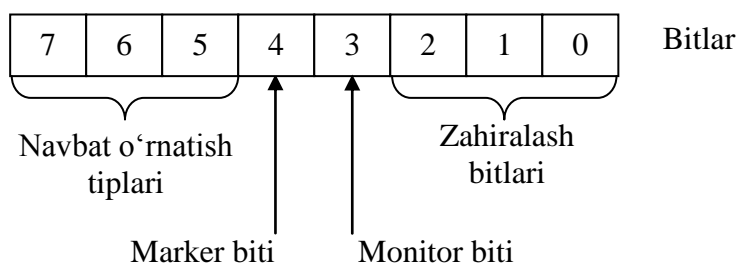 7 6 5 4 3 2 1 0 Bitlar
Navbat o‘rnatish
tiplari
Zahiralash
bitlari
Marker biti
Monitor biti